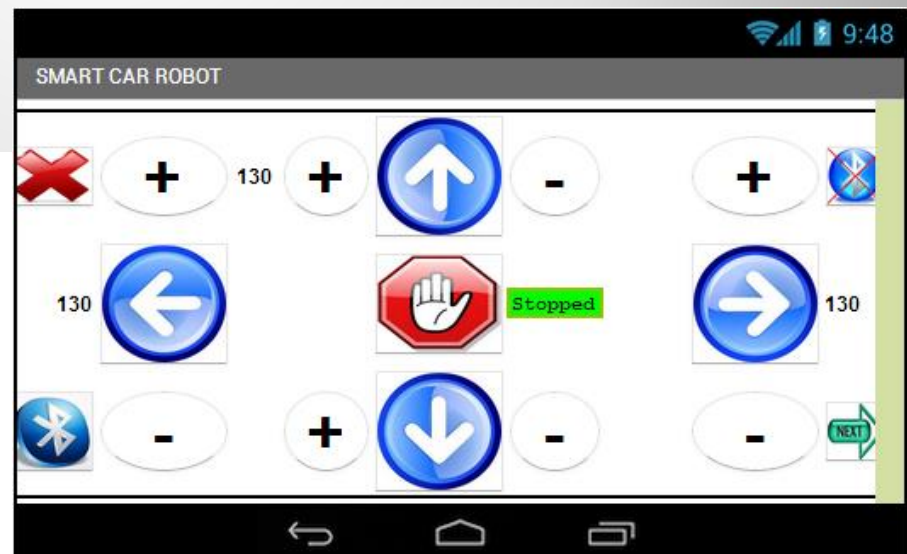 9:48
SMART CAR ROBOT
+ 130 + - +
130 Stopped 130
- + - - NEXT